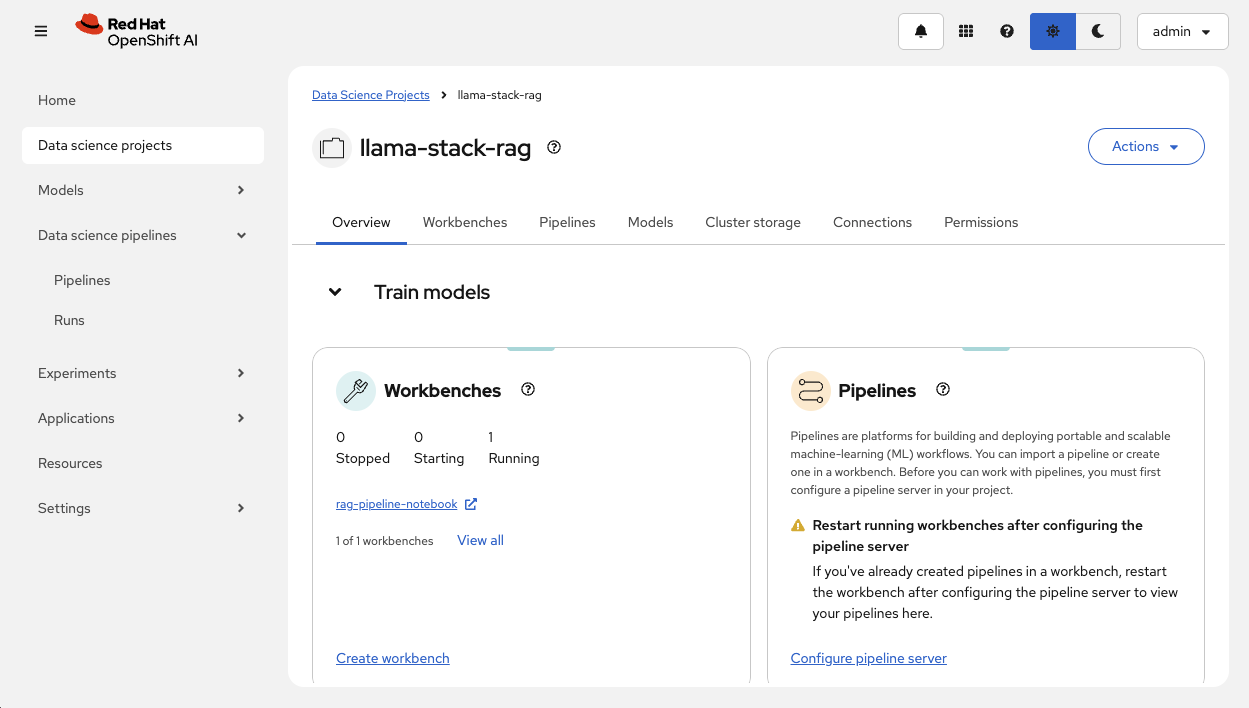 Red Hat
OpenShift AI
admin
Home
Data science projects
Models
Data science pipelines
Pipelines
Runs
Experiments
Applications
Resources
Settings
Data Science Projects > llama-stack-rag
llama-stack-rag
Actions
Overview Workbenches Pipelines Models Cluster storage Connections Permissions
Train models
Workbenches
0 0 1
Stopped Starting Running
rag-pipeline-notebook
1 of 1 workbenches View all
Create workbench
Pipelines
Pipelines are platforms for building and deploying portable and scalable
machine-learning (ML) workflows. You can import a pipeline or create
one in a workbench. Before you can work with pipelines, you must first
configure a pipeline server in your project.
Restart running workbenches after configuring the
pipeline server
If you've already created pipelines in a workbench, restart
the workbench after configuring the pipeline server to view
your pipelines here.
Configure pipeline server